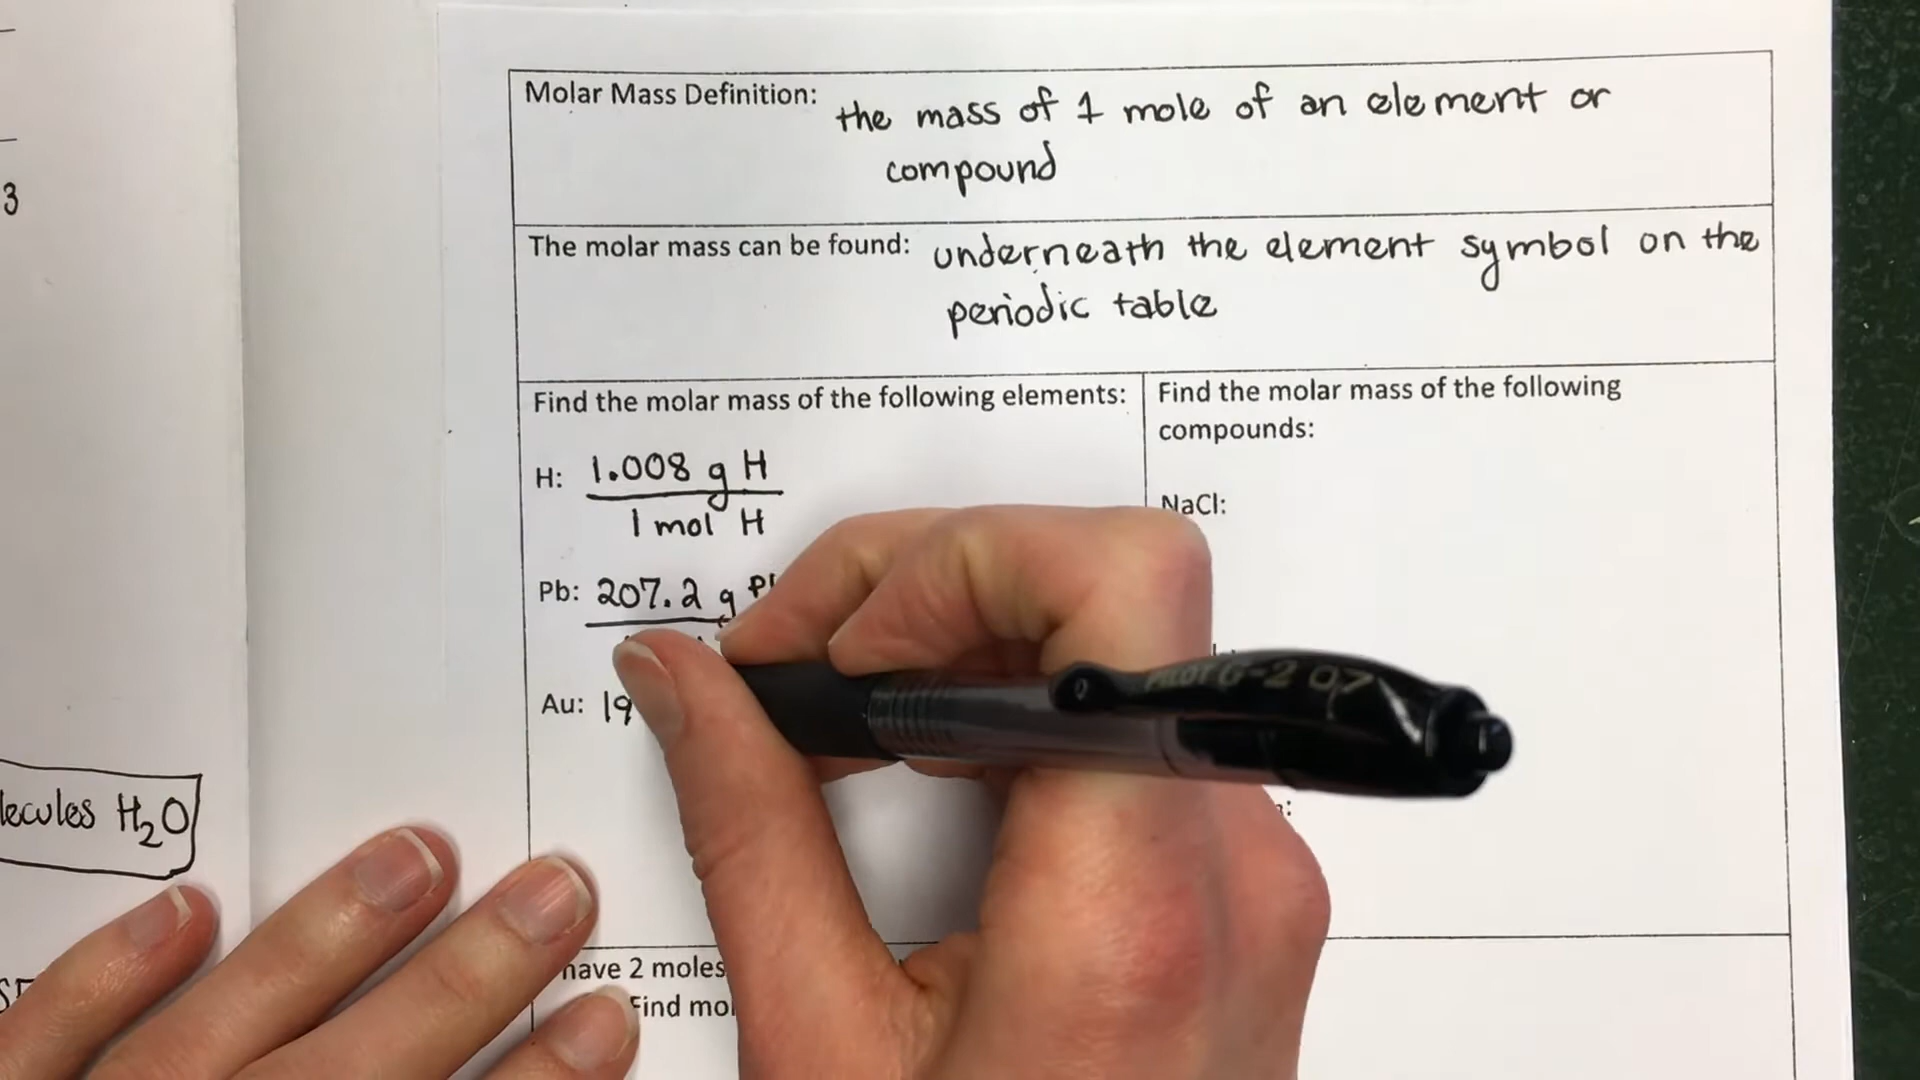 3
Molar Mass Definition: the mass of 1 mole of an element or
compound
The molar mass can be found: underneath the element symbol on the
periodic table
Find the molar mass of the following elements:
H: 1.008 g H
1 mol H
Pb: 207.2 g
Au: 19
Find the molar mass of the following
compounds:
NaCl:
PILOT G-2 07
H₂O
have 2 moles
Find